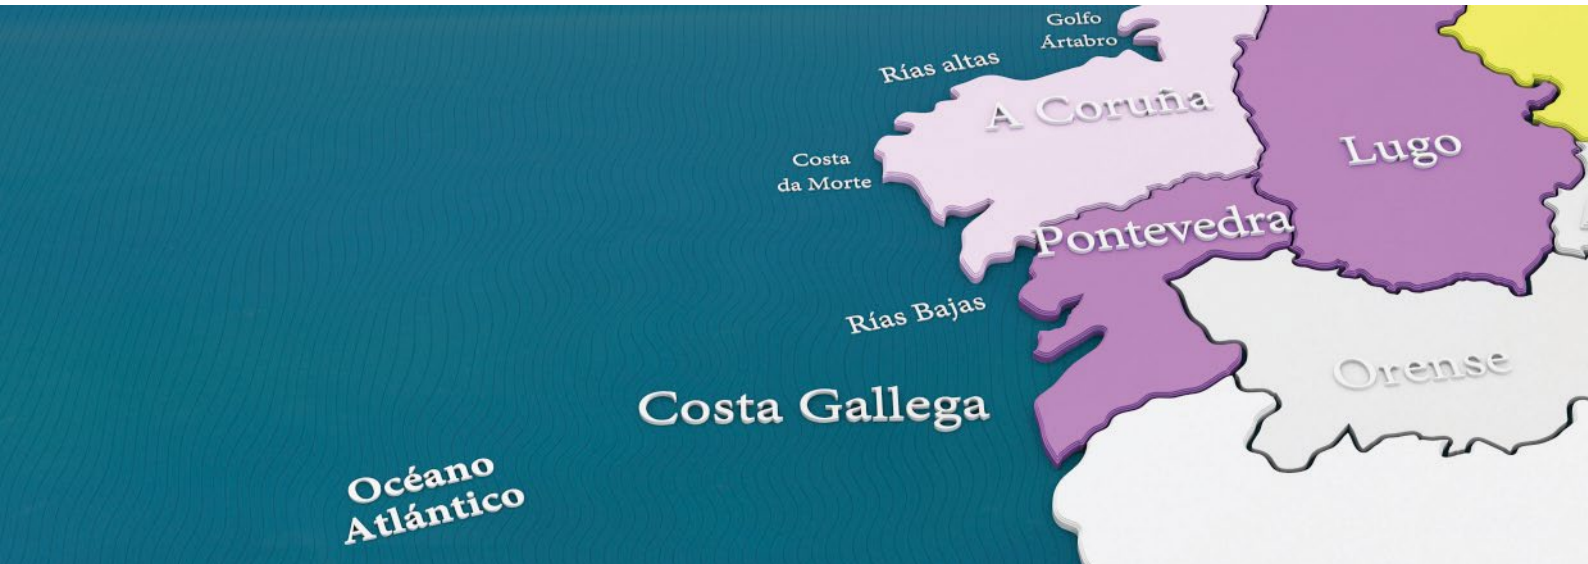 Golfo
Ártabro
Rías altas
A Coruña
Lugo
Costa
da Morte
Pontevedra
Rías Bajas
Orense
Costa Gallega
Océano
Atlántico